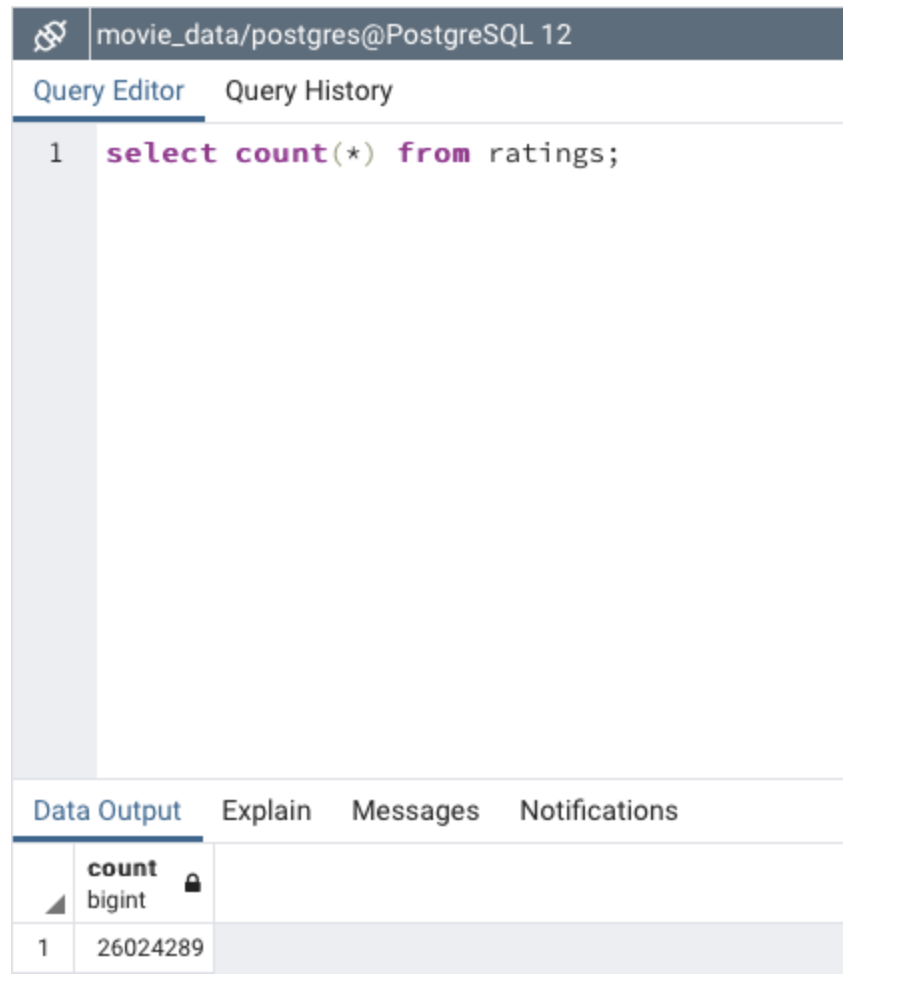 movie_data/postgres@PostgreSQL 12
Query Editor Query History
1 select count(*) from ratings;
Data Output Explain Messages Notifications
count
bigint
1 26024289